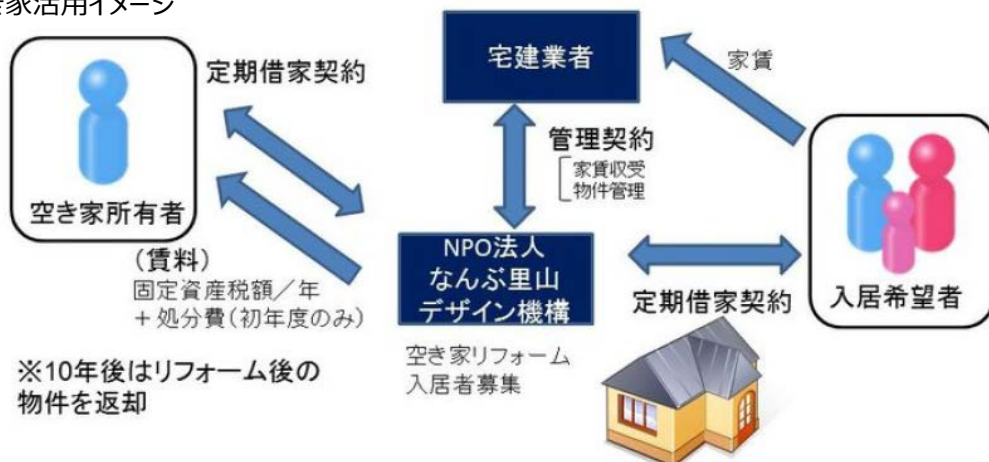 き家活用イメージ
定期借家契約
空き家所有者
(賃料)
固定資産税額／年
＋処分費(初年度のみ)
※10年後はリフォーム後の
物件を返却
宅建業者
管理契約
家賃収受
物件管理
NPO法人
なんぶ里山
デザイン機構
空き家リフォーム
入居者募集
家賃
定期借家契約
入居希望者